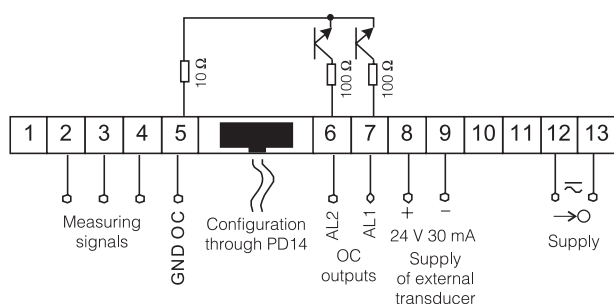 10 Ω
100 Ω
100 Ω
1 2 3 4 5 6 7 8 9 10 11 12 13
Measuring
signals
GND OC
Configuration
through PD14
AL2
AL1
OC
outputs
+ −
24 V 30 mA
Supply
of external
transducer
Supply